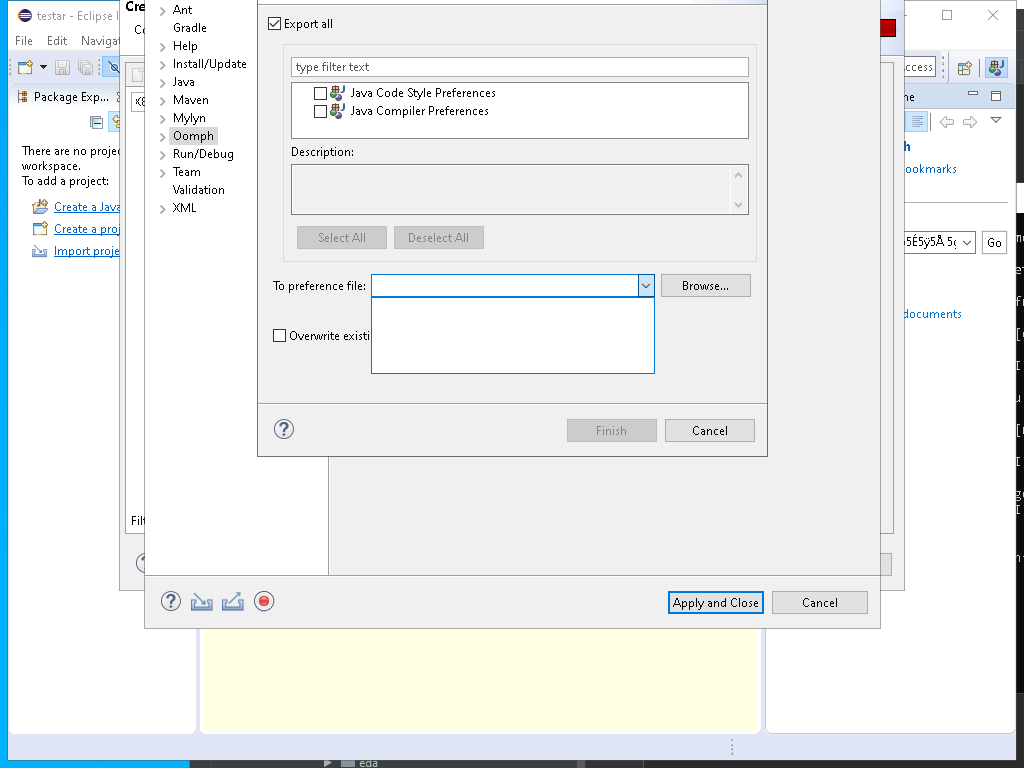 testar - Eclipse I
File Edit Navigat
Cre
Co
Ant
Gradle
Help
Install/Update
Java
Maven
Mylyn
Oomph
Run/Debug
Team
Validation
XML
Export all
type filter text
Java Code Style Preferences
Java Compiler Preferences
Description:
Select All
Deselect All
To preference file:
Browse...
Overwrite existi
Finish
Cancel
Package Exp...
There are no projec
workspace.
To add a project:
Create a Java
Create a proj
Import proje
Filt
Apply and Close
Cancel
ccess
ne
h
ookmarks
Go
documents
eda